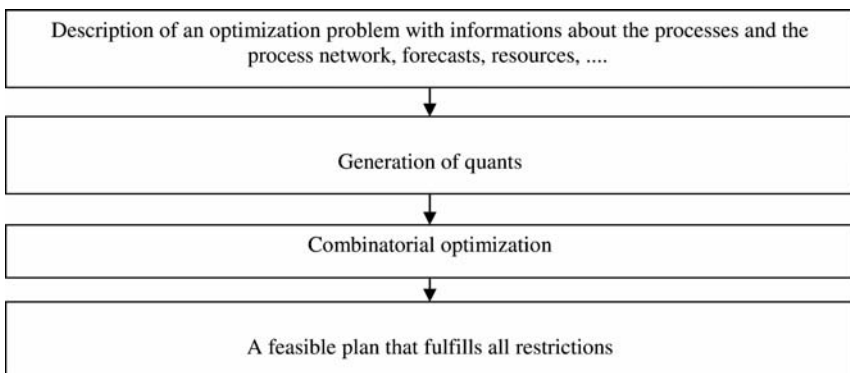 Description of an optimization problem with informations about the processes and the
process network, forecasts, resources, ....
Generation of quants
Combinatorial optimization
A feasible plan that fulfills all restrictions